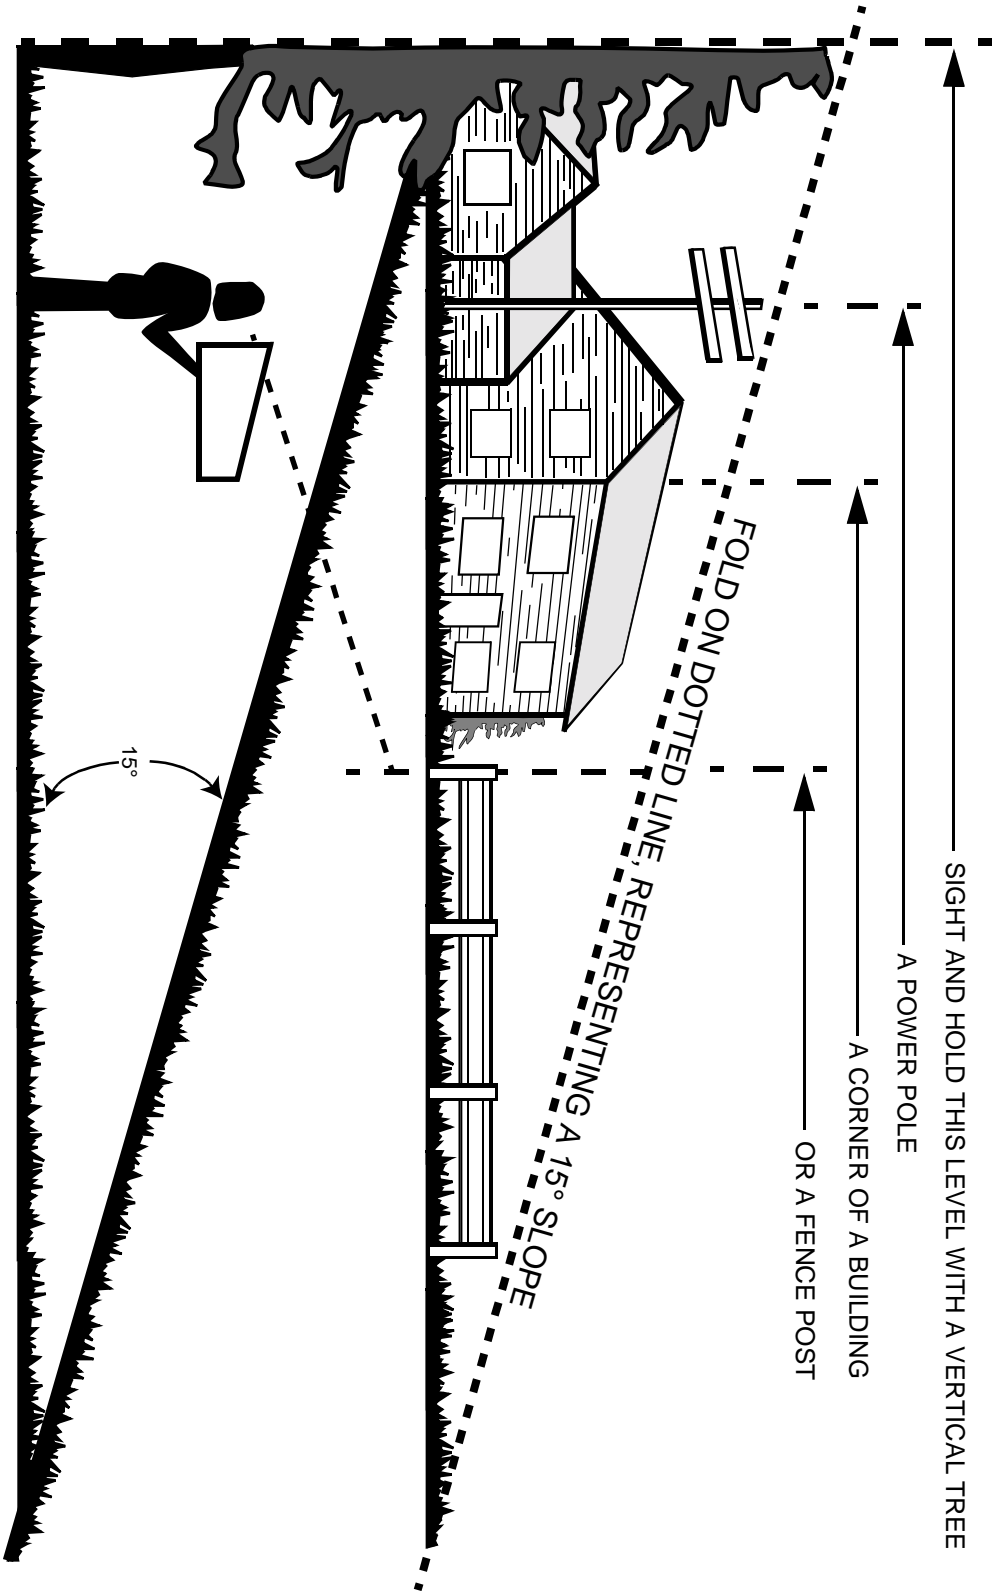 SIGHT AND HOLD THIS LEVEL WITH A VERTICAL TREE
A POWER POLE
A CORNER OF A BUILDING
OR A FENCE POST
FOLD ON DOTTED LINE, REPRESENTING A 15° SLOPE
15°